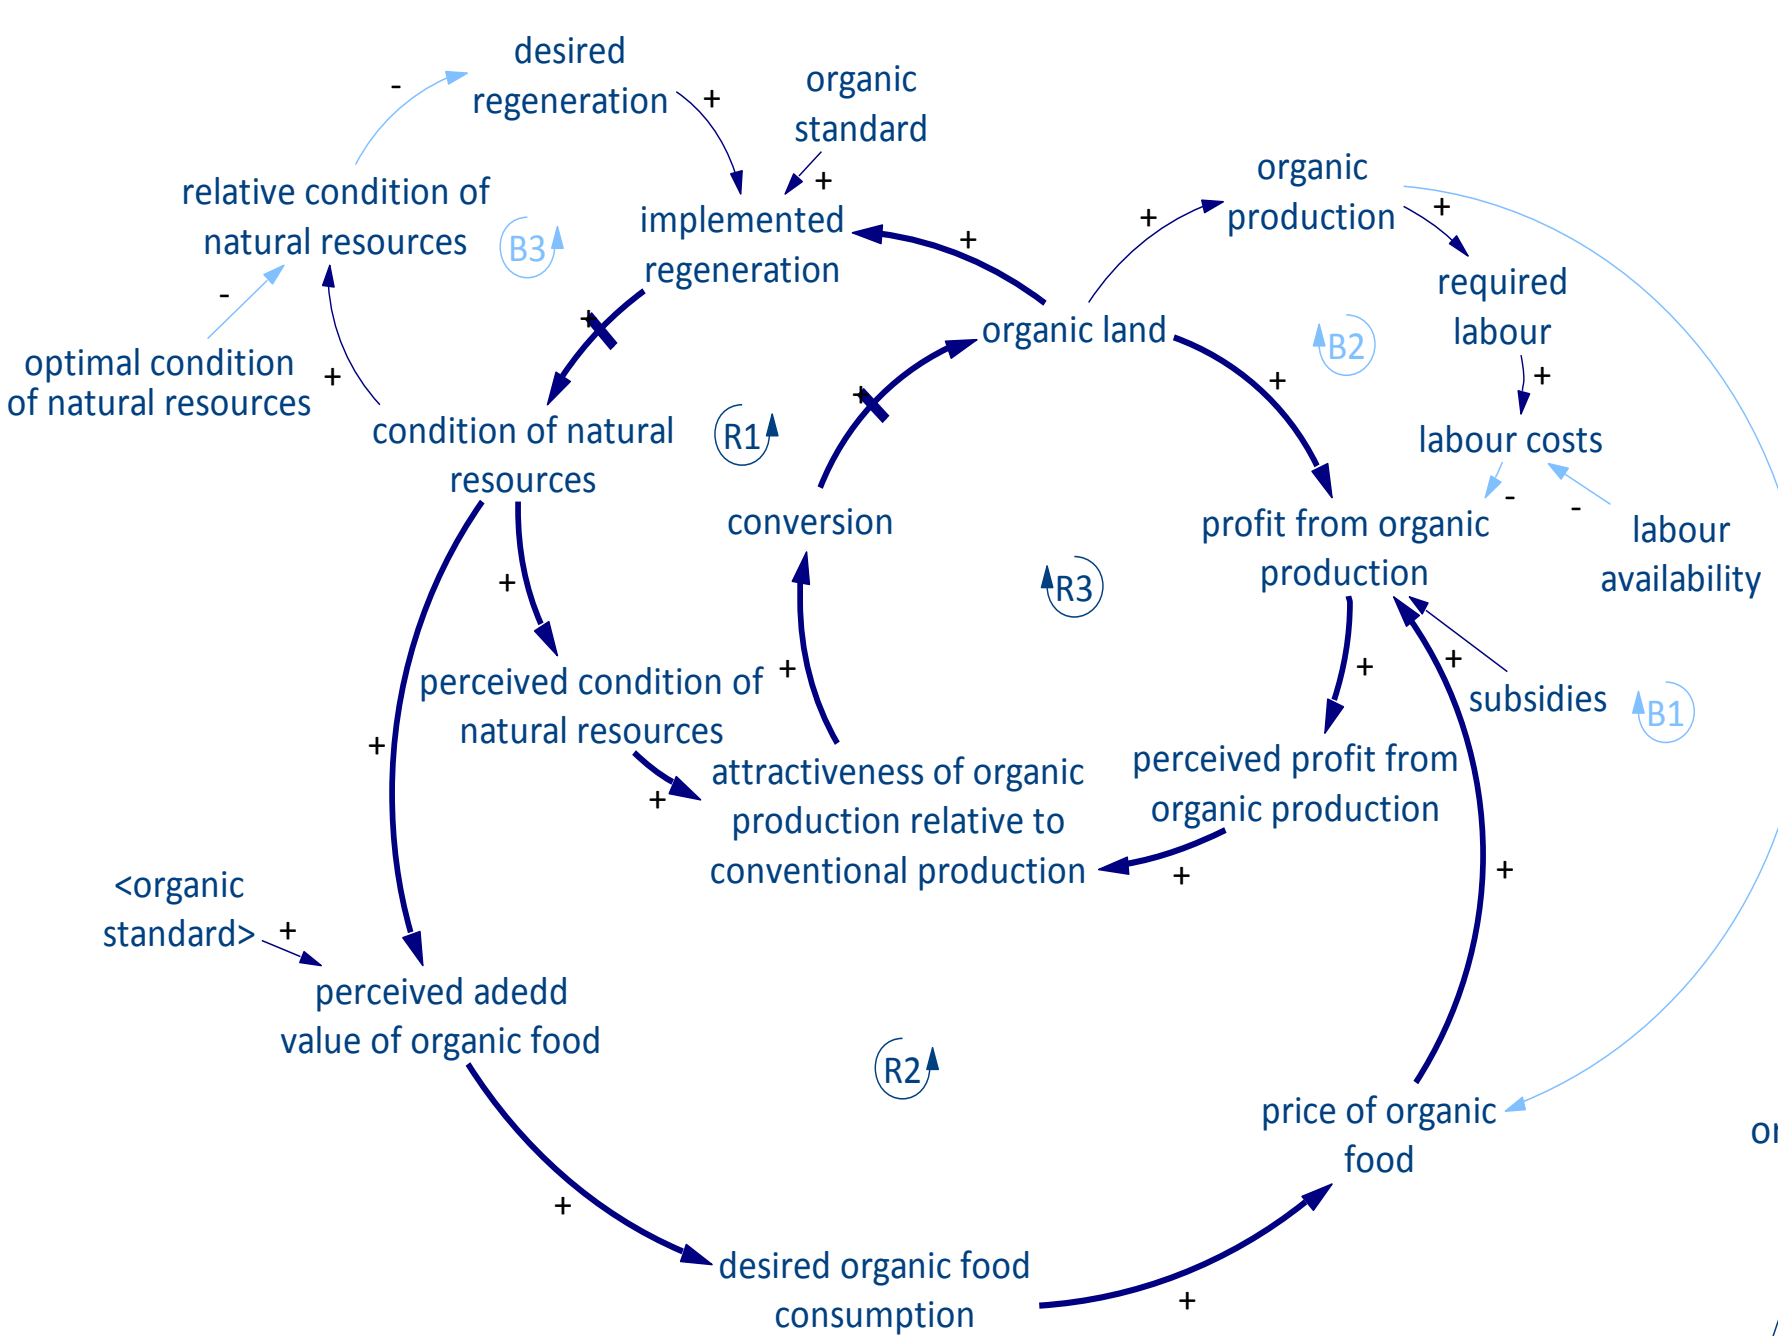 desired
regeneration
organic
standard
relative condition of
natural resources
B3
implemented
regeneration
organic
production
required
labour
organic land
B2
optimal condition
of natural resources
condition of natural
resources
R1
labour costs
conversion
profit from organic
production
labour
availability
R3
perceived condition of
natural resources
subsidies
B1
attractiveness of organic
production relative to
conventional production
perceived profit from
organic production
<organic
standard>
perceived adedd
value of organic food
R2
price of organic
food
desired organic food
consumption
-
+
+
+
+
+
-
+
+
+
+
+
+
-
-
+
+
+
+
+
+
+
+
+
+
+
+